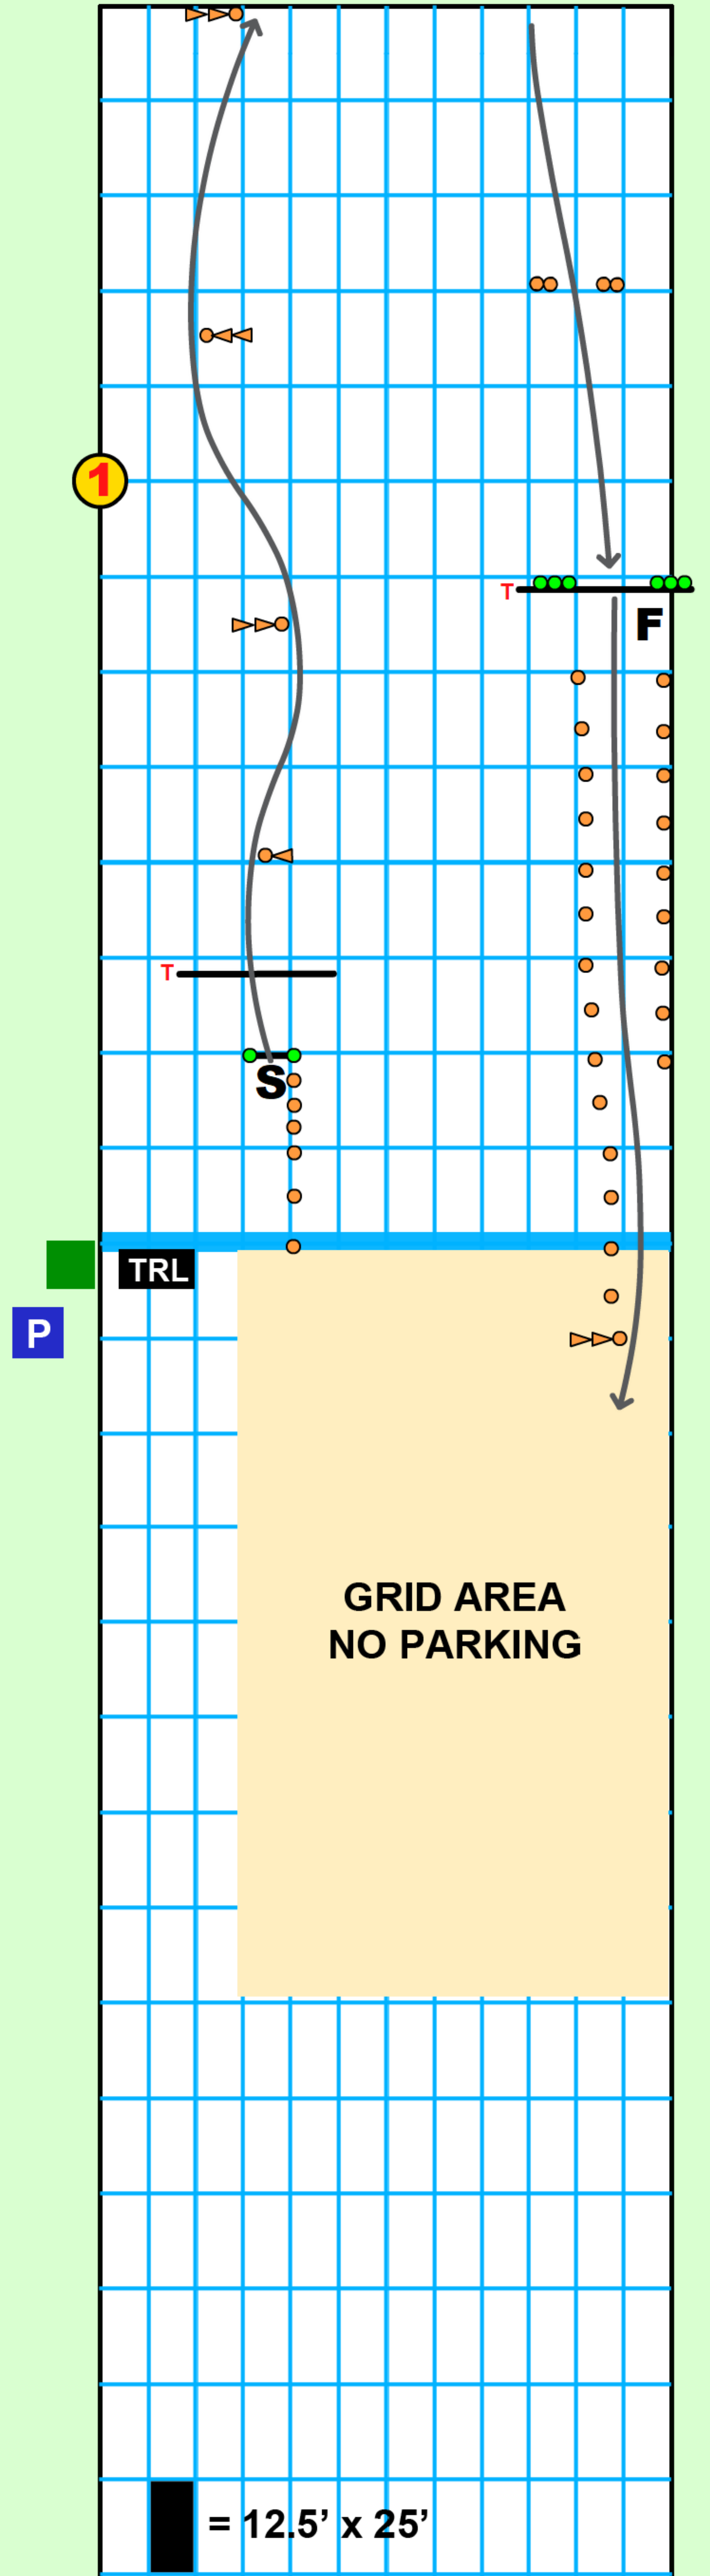 1
T
F
T
S
TRL
P
GRID AREA
NO PARKING
= 12.5’ x 25’